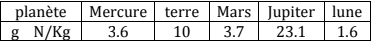 planète Mercure terre Mars Jupiter lune
g N/Kg 3.6 10 3.7 23.1 1.6